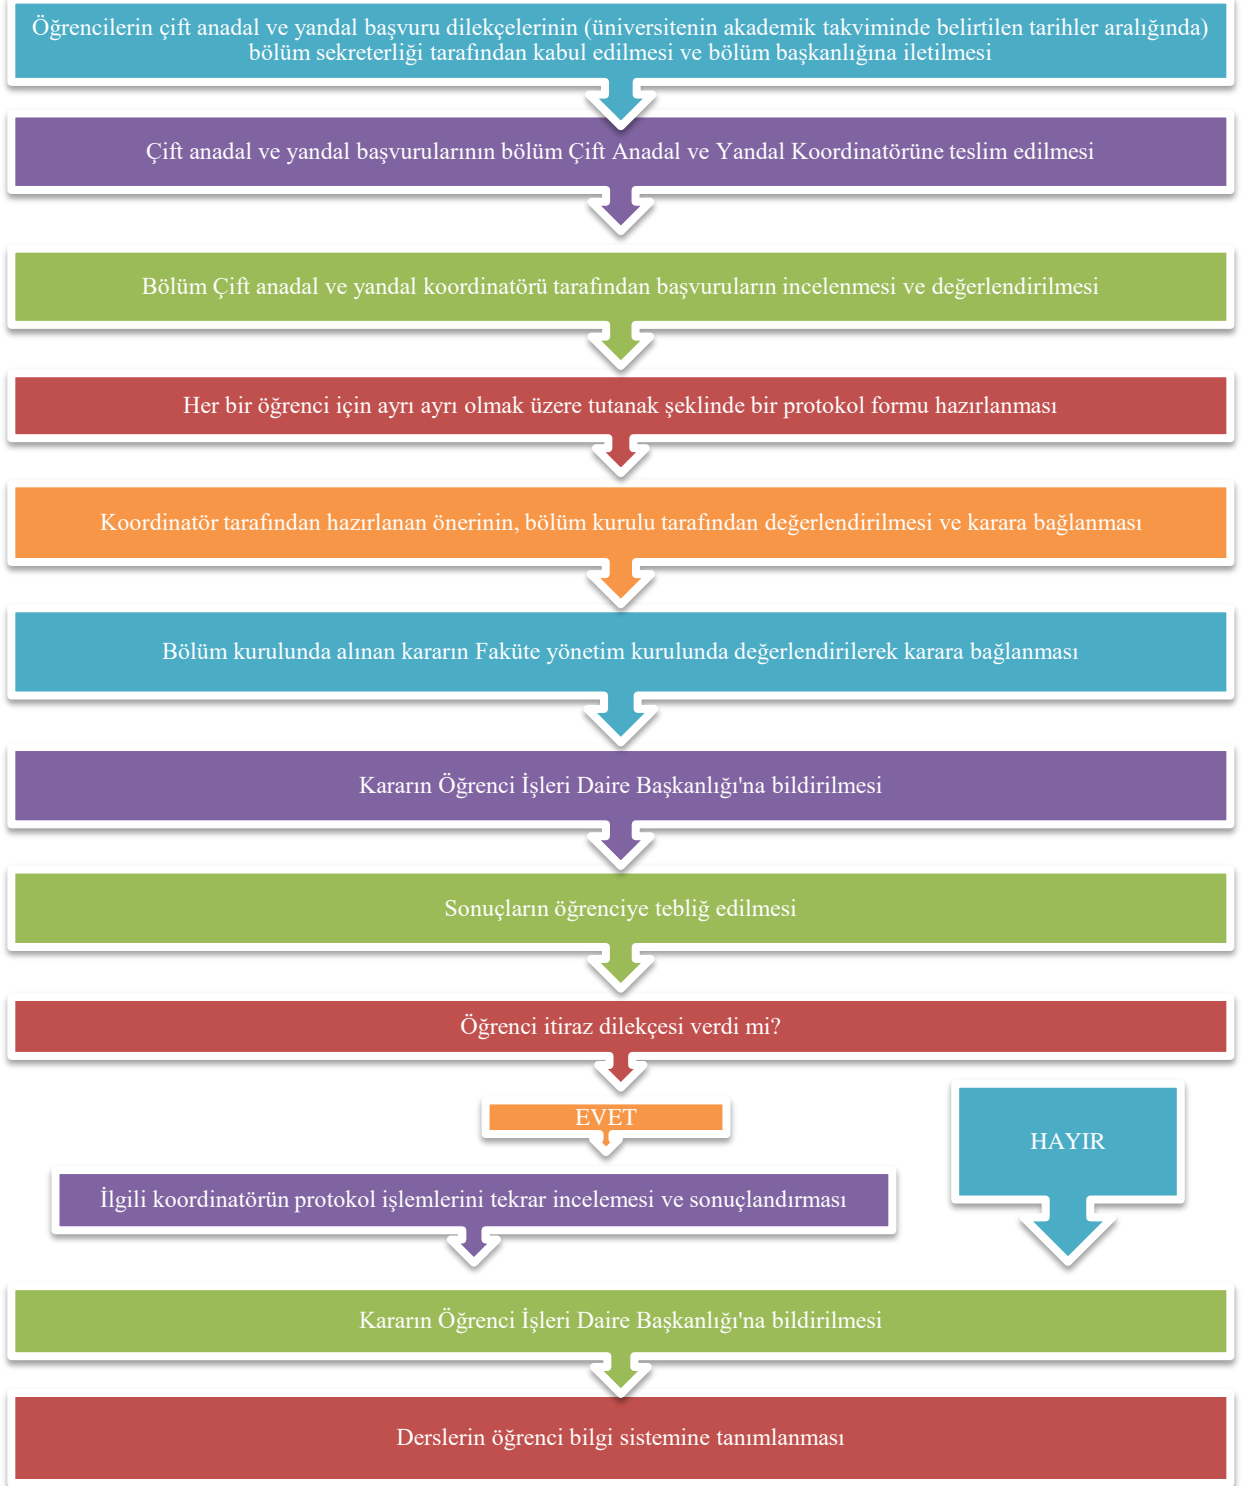 Öğrencilerin çift anadal ve yandal başvuru dilekçelerinin (üniversitenin akademik takviminde belirtilen tarihler aralığında)
bölüm sekreterliği tarafından kabul edilmesi ve bölüm başkanlığına iletilmesi
Çift anadal ve yandal başvurularının bölüm Çift Anadal ve Yandal Koordinatörüne teslim edilmesi
Bölüm Çift anadal ve yandal koordinatörü tarafından başvuruların incelenmesi ve değerlendirilmesi
Her bir öğrenci için ayrı ayrı olmak üzere tutanak şeklinde bir protokol formu hazırlanması
Koordinatör tarafından hazırlanan önerinin, bölüm kurulu tarafından değerlendirilmesi ve karara bağlanması
Bölüm kurulunda alınan kararın Faküte yönetim kurulunda değerlendirilerek karara bağlanması
Kararın Öğrenci İşleri Daire Başkanlığı'na bildirilmesi
Sonuçların öğrenciye tebliğ edilmesi
Öğrenci itiraz dilekçesi verdi mi?
EVET
HAYIR
İlgili koordinatörün protokol işlemlerini tekrar incelemesi ve sonuçlandırması
Kararın Öğrenci İşleri Daire Başkanlığı'na bildirilmesi
Derslerin öğrenci bilgi sistemine tanımlanması